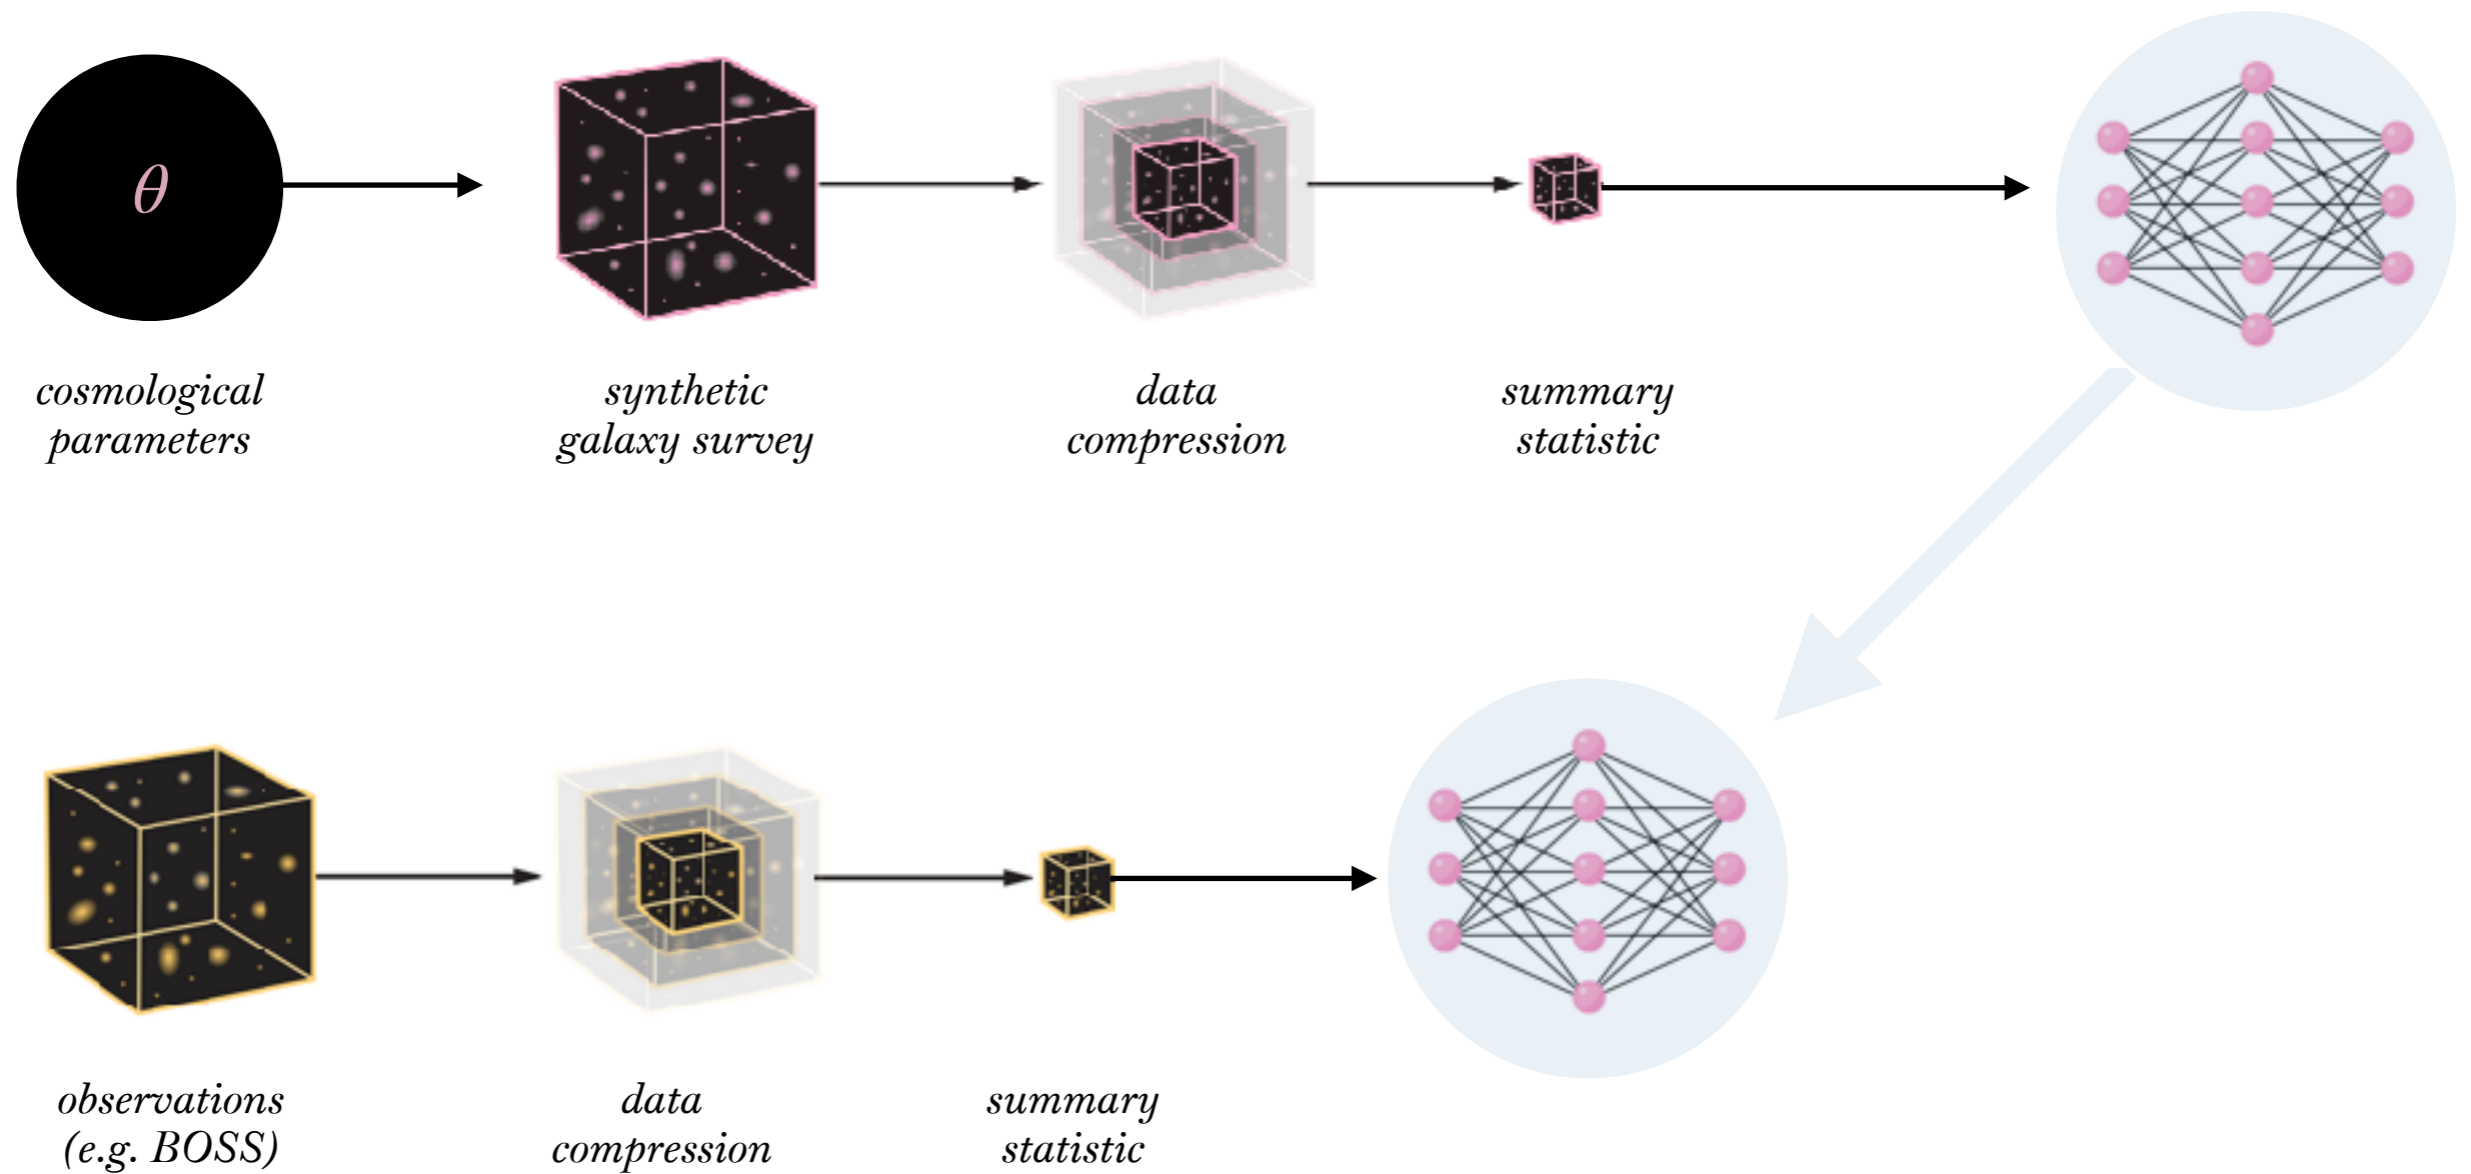 θ
cosmological
parameters
synthetic
galaxy survey
data
compression
summary
statistic
observations
(e.g. BOSS)
data
compression
summary
statistic